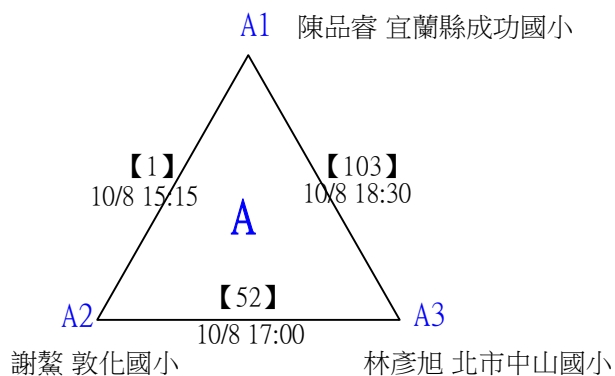 A1 陳品睿 宜蘭縣成功國小
【1】
10/8 15:15
【103】
10/8 18:30
A
【52】
10/8 17:00
A2
A3
謝鰲 敦化國小
林彥旭 北市中山國小